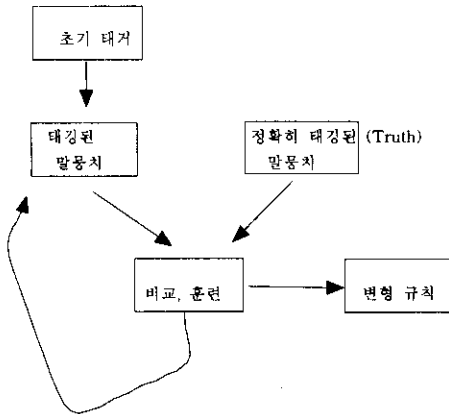 초기 태거
태깅된
말뭉치
정확히 태깅된 (Truth)
말뭉치
비교, 훈련
변형 규칙